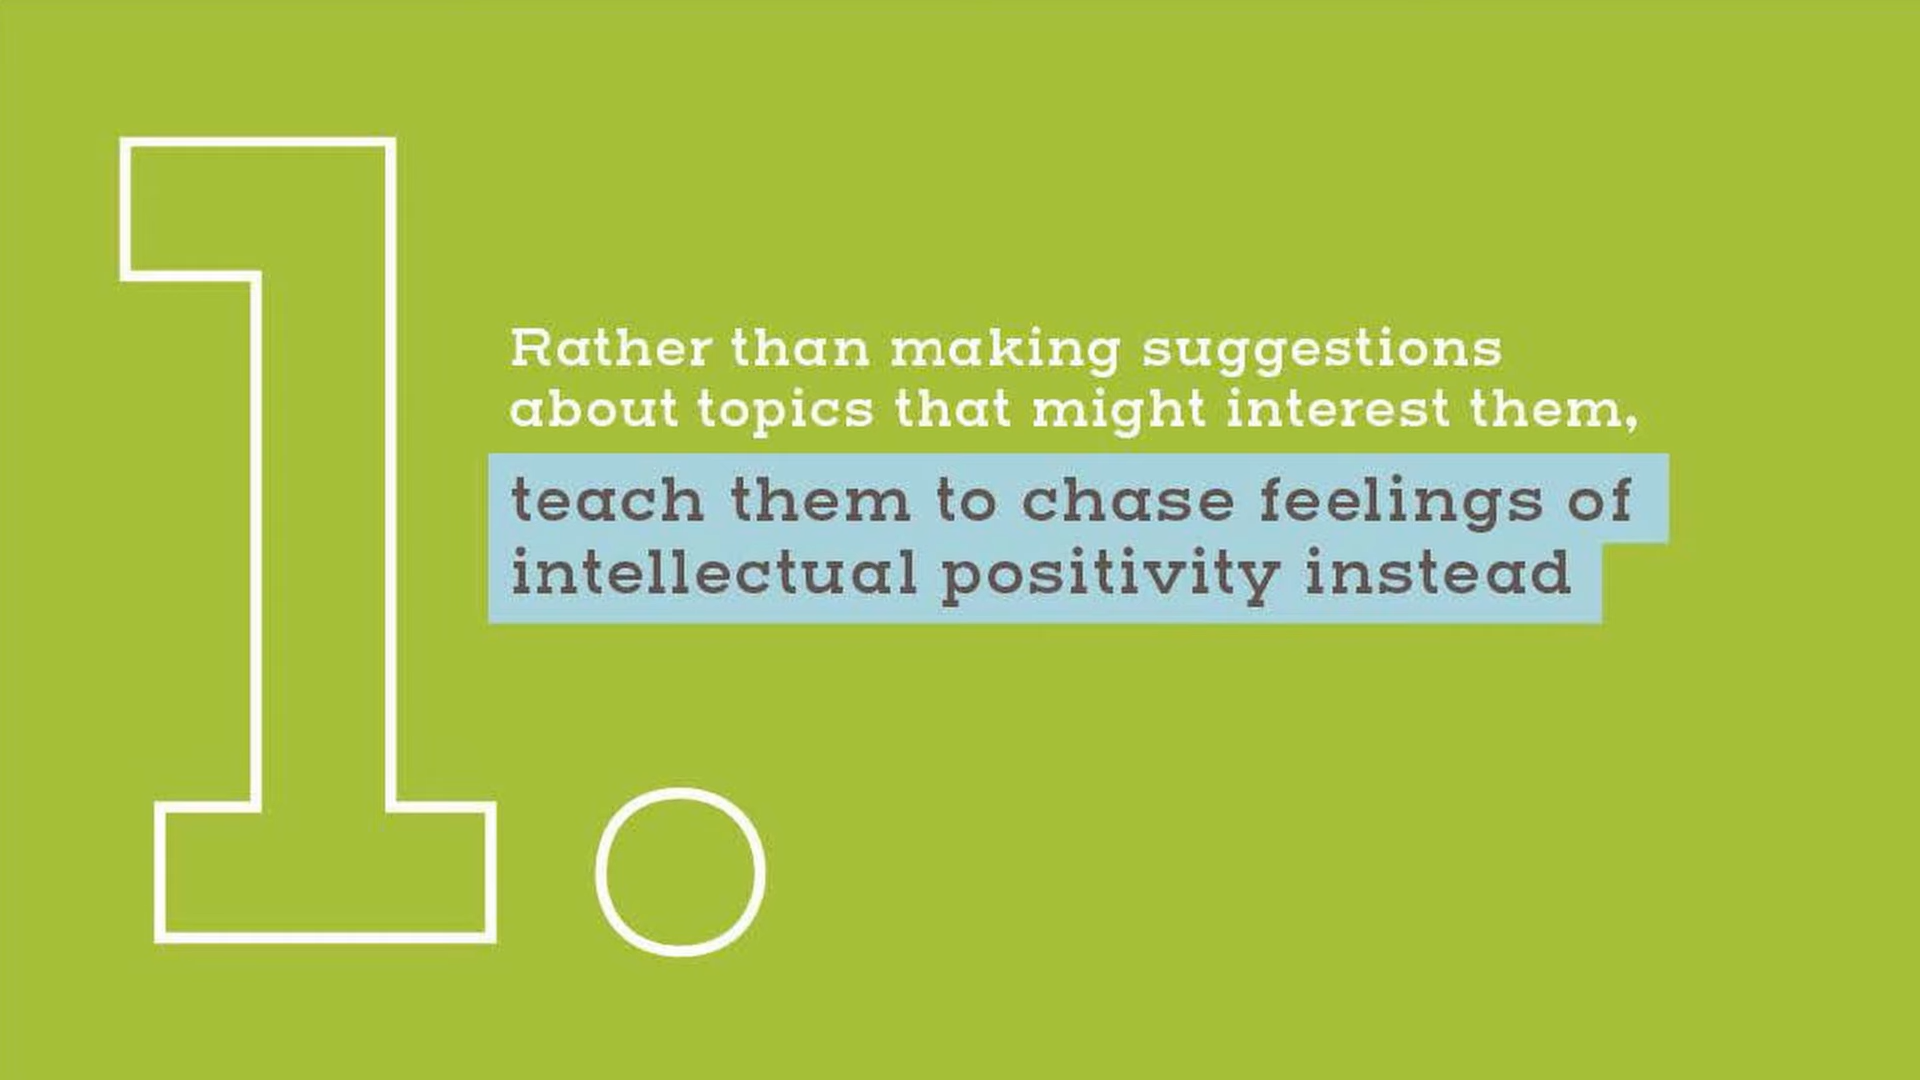 1.
Rather than making suggestions
about topics that might interest them,
teach them to chase feelings of
intellectual positivity instead